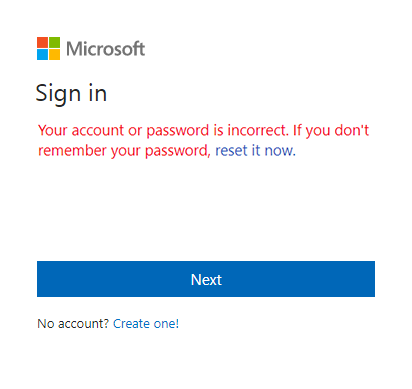 Microsoft
Sign in
Your account or password is incorrect. If you don't
remember your password, reset it now.
Next
No account? Create one!